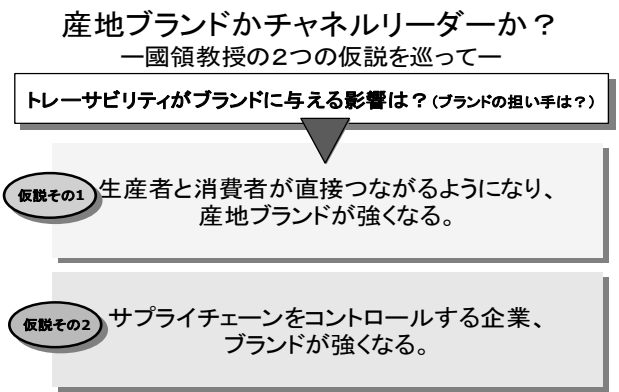 産地ブランドかチャネルリーダーか?
ー國領教授の2つの仮説を巡ってー
トレーサビリティがブランドに与える影響は?(ブランドの担い手は?)
仮説その1
生産者と消費者が直接つながるようになり、
産地ブランドが強くなる。
仮説その2
サプライチェーンをコントロールする企業、
ブランドが強くなる。